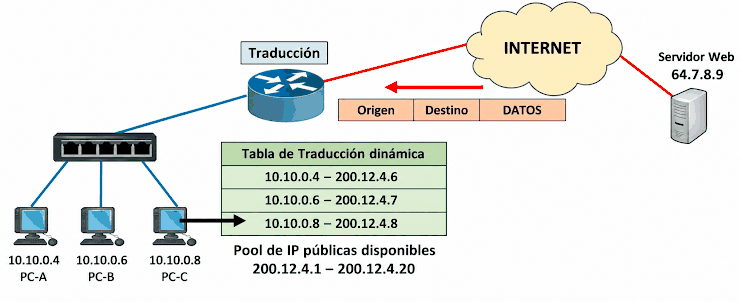 Traducción
INTERNET
Servidor Web
64.7.8.9
Origen Destino DATOS
Tabla de Traducción dinámica
10.10.0.4 – 200.12.4.6
10.10.0.6 – 200.12.4.7
10.10.0.8 – 200.12.4.8
10.10.0.4
PC-A
10.10.0.6
PC-B
10.10.0.8
PC-C
Pool de IP públicas disponibles
200.12.4.1 – 200.12.4.20